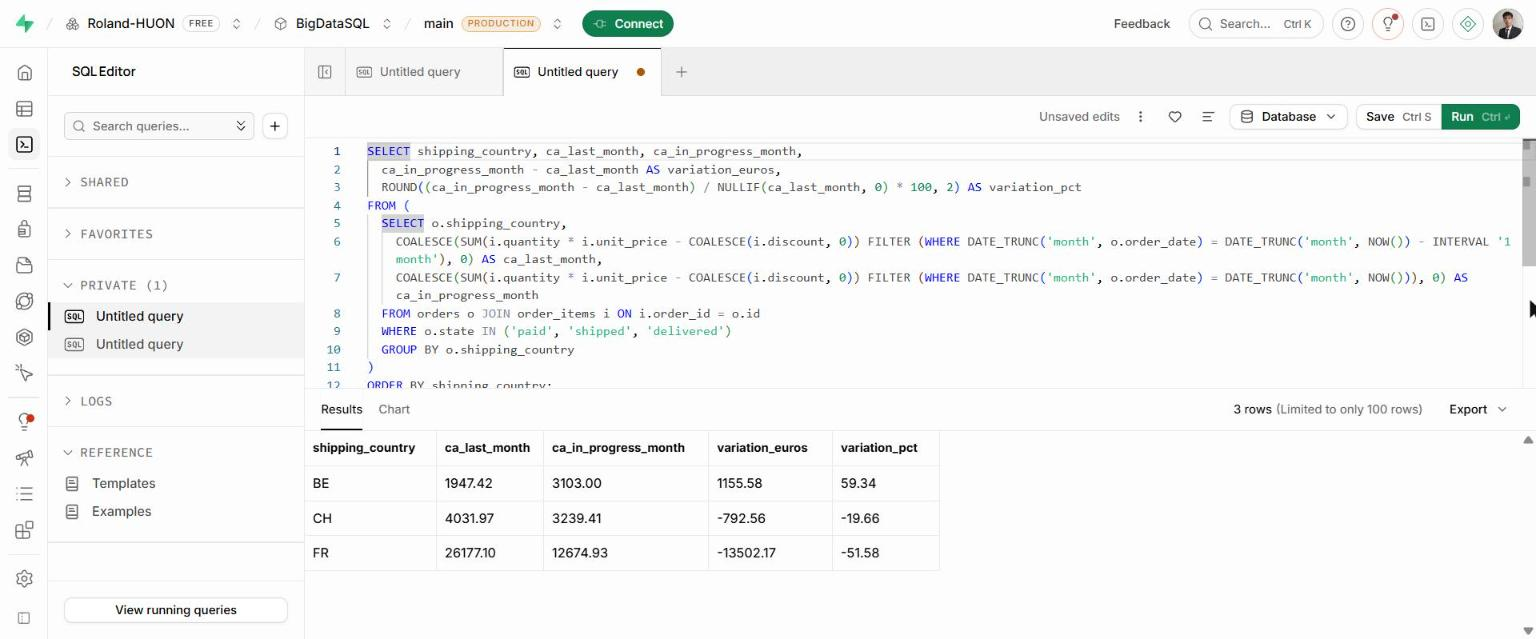 Roland-HUON FREE BigDataSQL main PRODUCTION Connect Feedback Search... Ctrl K
SQL Editor
Untitled query
Untitled query
Search queries...
SHARED
FAVORITES
PRIVATE (1)
Untitled query
Untitled query
LOGS
REFERENCE
Templates
Examples
View running queries
Unsaved edits Database Save Ctrl S Run Ctrl ↵
1 SELECT shipping_country, ca_last_month, ca_in_progress_month,
2 ca_in_progress_month - ca_last_month AS variation_euros,
3 ROUND((ca_in_progress_month - ca_last_month) / NULLIF(ca_last_month, 0) * 100, 2) AS variation_pct
4 FROM (
5 SELECT o.shipping_country,
6 COALESCE(SUM(i.quantity * i.unit_price - COALESCE(i.discount, 0)) FILTER (WHERE DATE_TRUNC('month', o.order_date) = DATE_TRUNC('month', NOW()) - INTERVAL '1
month'), 0) AS ca_last_month,
7 COALESCE(SUM(i.quantity * i.unit_price - COALESCE(i.discount, 0)) FILTER (WHERE DATE_TRUNC('month', o.order_date) = DATE_TRUNC('month', NOW())), 0) AS
ca_in_progress_month
8 FROM orders o JOIN order_items i ON i.order_id = o.id
9 WHERE o.state IN ('paid', 'shipped', 'delivered')
10 GROUP BY o.shipping_country
11 )
12 ORDER BY shipping_country;
Results Chart 3 rows (Limited to only 100 rows) Export
shipping_country ca_last_month ca_in_progress_month variation_euros variation_pct
BE 1947.42 3103.00 1155.58 59.34
CH 4031.97 3239.41 -792.56 -19.66
FR 26177.10 12674.93 -13502.17 -51.58